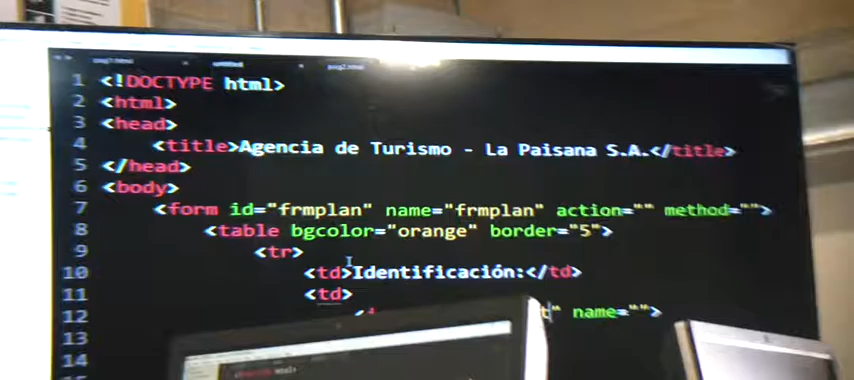 untitled
1 <!DOCTYPE html>
2 <html>
3 <head>
4 <title>Agencia de Turismo - La Paisana S.A.</title>
5 </head>
6 <body>
7 <form id="frmplan" name="frmplan" action="" method="">
8 <table bgcolor="orange" border="5">
9 <tr>
10 <td>Identificación:</td>
11 <td>
12 t" name="">
13
14